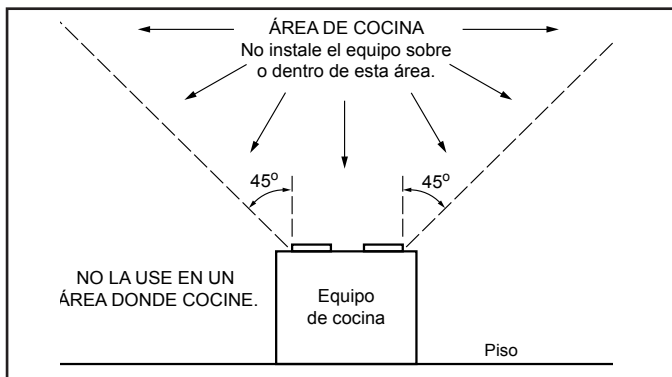 ÁREA DE COCINA
No instale el equipo sobre
o dentro de esta área.
45º
45º
NO LA USE EN UN
ÁREA DONDE COCINE.
Equipo
de cocina
Piso